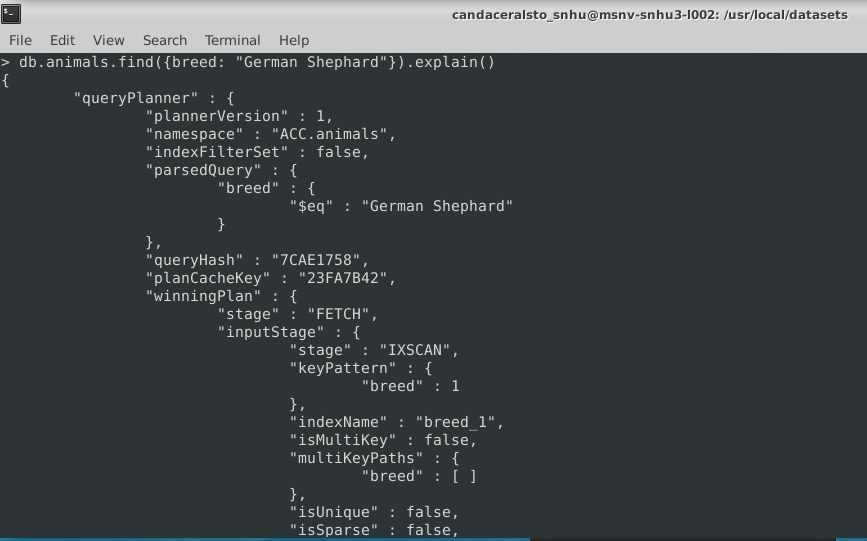 candaceralsto_snhu@msnv-snhu3-l002: /usr/local/datasets
File Edit View Search Terminal Help
> db.animals.find({breed: "German Shephard"}).explain()
{
        "queryPlanner" : {
                "plannerVersion" : 1,
                "namespace" : "ACC.animals",
                "indexFilterSet" : false,
                "parsedQuery" : {
                        "breed" : {
                                "$eq" : "German Shephard"
                        }
                },
                "queryHash" : "7CAE1758",
                "planCacheKey" : "23FA7B42",
                "winningPlan" : {
                        "stage" : "FETCH",
                        "inputStage" : {
                                "stage" : "IXSCAN",
                                "keyPattern" : {
                                        "breed" : 1
                                },
                                "indexName" : "breed_1",
                                "isMultiKey" : false,
                                "multiKeyPaths" : {
                                        "breed" : [ ]
                                },
                                "isUnique" : false,
                                "isSparse" : false,